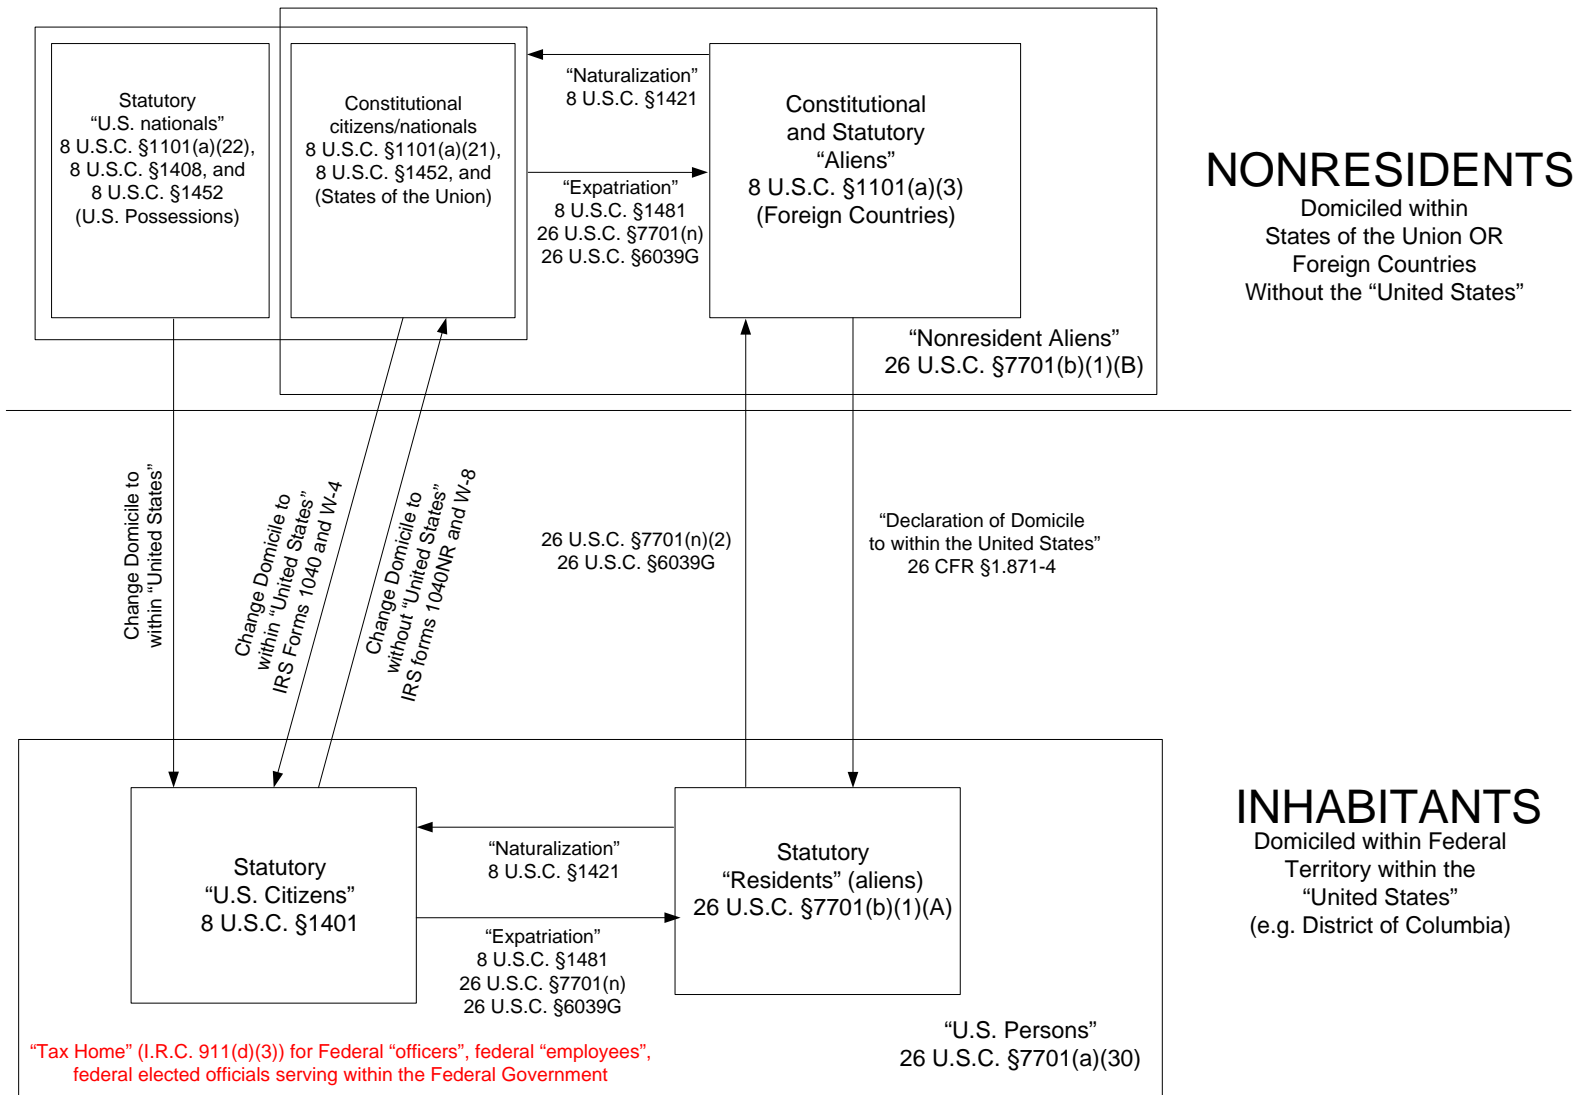 Statutory
“U.S. nationals”
8 U.S.C. §1101(a)(22),
8 U.S.C. §1408, and
8 U.S.C. §1452
(U.S. Possessions)
Constitutional
citizens/nationals
8 U.S.C. §1101(a)(21),
8 U.S.C. §1452, and
(States of the Union)
“Naturalization”
8 U.S.C. §1421
“Expatriation”
8 U.S.C. §1481
26 U.S.C. §7701(n)
26 U.S.C. §6039G
Constitutional
and Statutory
“Aliens”
8 U.S.C. §1101(a)(3)
(Foreign Countries)
“Nonresident Aliens”
26 U.S.C. §7701(b)(1)(B)
NONRESIDENTS
Domiciled within
States of the Union OR
Foreign Countries
Without the “United States”
Change Domicile to
within “United States”
Change Domicile to
within “United States”
IRS Forms 1040 and W-4
Change Domicile to
without “United States”
IRS forms 1040NR and W-8
26 U.S.C. §7701(n)(2)
26 U.S.C. §6039G
“Declaration of Domicile
to within the United States”
26 CFR §1.871-4
Statutory
“U.S. Citizens”
8 U.S.C. §1401
“Naturalization”
8 U.S.C. §1421
“Expatriation”
8 U.S.C. §1481
26 U.S.C. §7701(n)
26 U.S.C. §6039G
Statutory
“Residents” (aliens)
26 U.S.C. §7701(b)(1)(A)
“U.S. Persons”
26 U.S.C. §7701(a)(30)
“Tax Home” (I.R.C. 911(d)(3)) for Federal “officers”, federal “employees”,
federal elected officials serving within the Federal Government
INHABITANTS
Domiciled within Federal
Territory within the
“United States”
(e.g. District of Columbia)